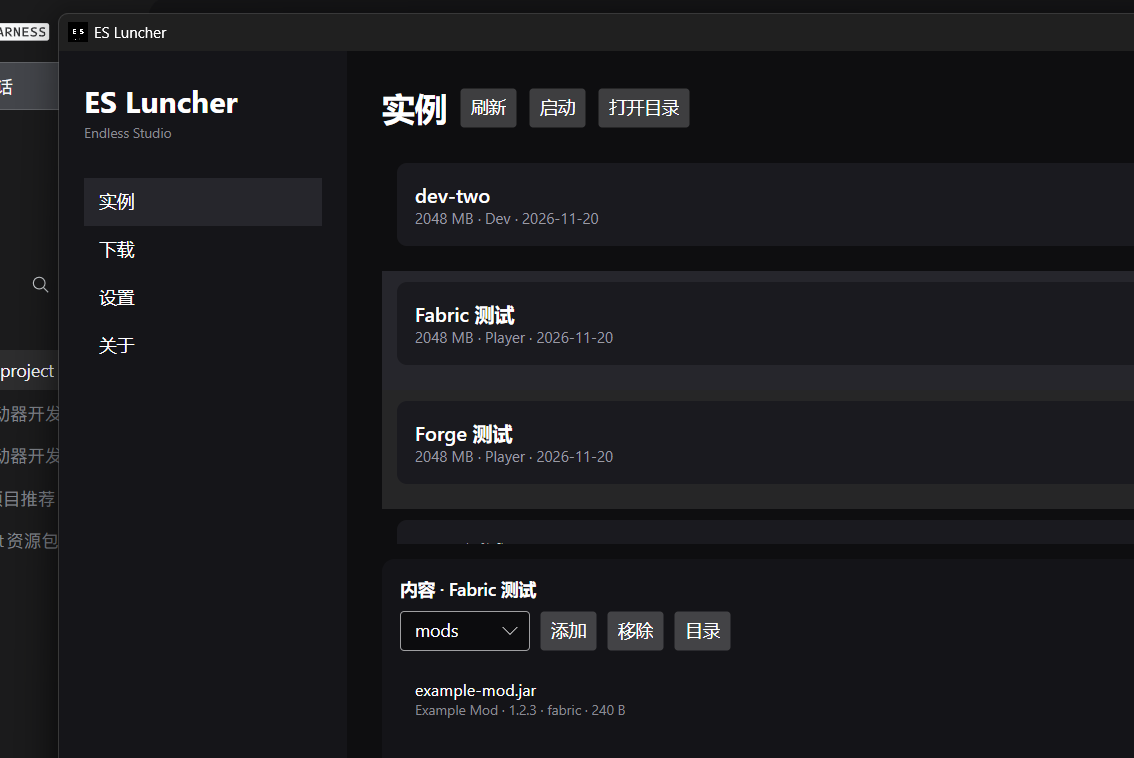 ARNESS
ES
ES Luncher
话
ES Luncher
Endless Studio
实例
下载
设置
关于
project
动器开发
动器开发
项目推荐
t 资源包
实例
刷新
启动
打开目录
dev-two
2048 MB · Dev · 2026-11-20
Fabric 测试
2048 MB · Player · 2026-11-20
Forge 测试
2048 MB · Player · 2026-11-20
内容 · Fabric 测试
mods
添加
移除
目录
example-mod.jar
Example Mod · 1.2.3 · fabric · 240 B